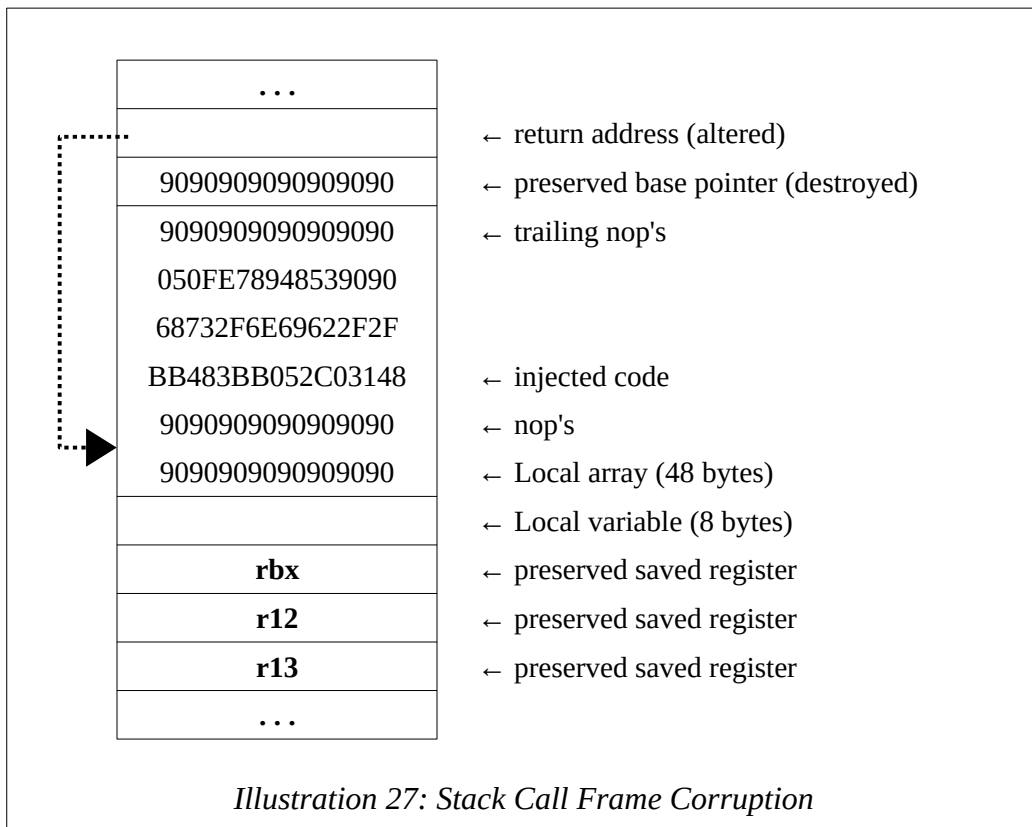 ...
← return address (altered)
9090909090909090 ← preserved base pointer (destroyed)
9090909090909090 ← trailing nop's
050FE78948539090
68732F6E69622F2F
BB483BB052C03148 ← injected code
9090909090909090 ← nop's
9090909090909090 ← Local array (48 bytes)
← Local variable (8 bytes)
rbx ← preserved saved register
r12 ← preserved saved register
r13 ← preserved saved register
...
Illustration 27: Stack Call Frame Corruption